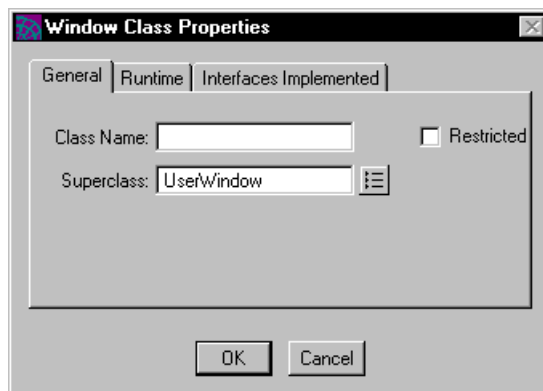 Window Class Properties
General Runtime Interfaces Implemented
Class Name: Restricted
Superclass: UserWindow
OK Cancel